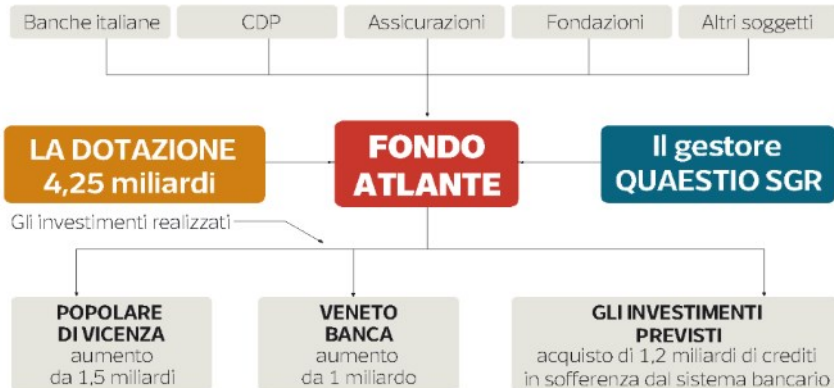 Banche italiane
CDP
Assicurazioni
Fondazioni
Altri soggetti
LA DOTAZIONE
4,25 miliardi
FONDO
ATLANTE
Il gestore
QUAESTIO SGR
Gli investimenti realizzati
POPOLARE
DI VICENZA
aumento
da 1,5 miliardi
VENETO
BANCA
aumento
da 1 miliardo
GLI INVESTIMENTI
PREVISTI
acquisto di 1,2 miliardi di crediti
in sofferenza dal sistema bancario